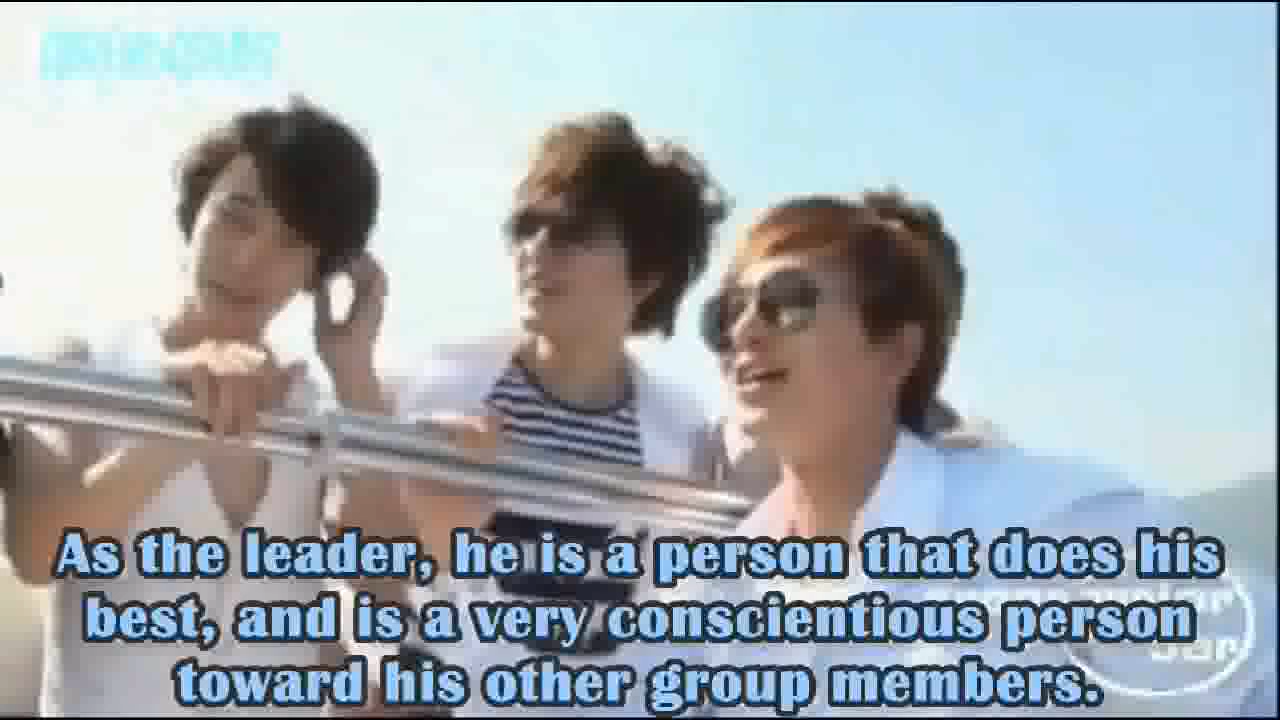 As the leader, he is a person that does his
best, and is a very conscientious person
toward his other group members.